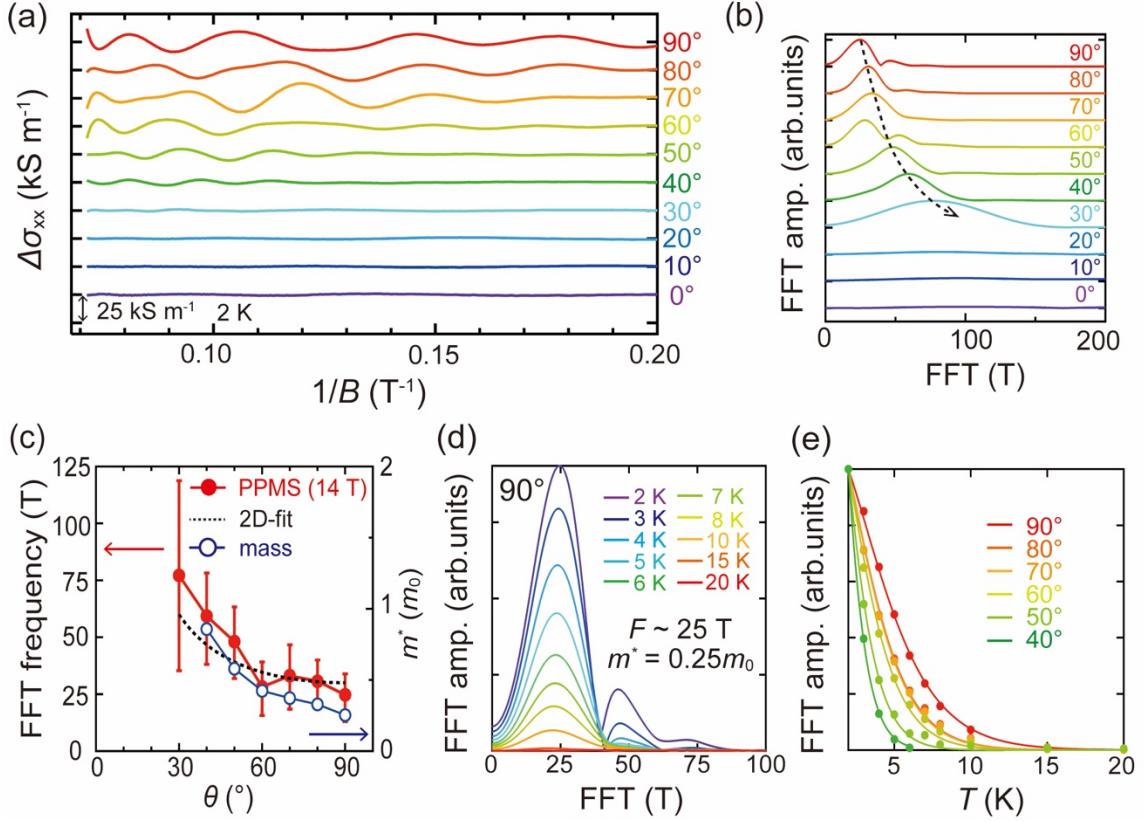 (a)
Δσxx (kS m⁻¹)
90°
80°
70°
60°
50°
40°
30°
20°
10°
0°
25 kS m⁻¹ 2 K
0.10 0.15 0.20
1/B (T⁻¹)
(b)
FFT amp. (arb.units)
90°
80°
70°
60°
50°
40°
30°
20°
10°
0°
0 100 200
FFT (T)
(c)
FFT frequency (T)
125
100
75
50
25
0
PPMS (14 T)
2D-fit
mass
2
1
0
m* (m₀)
0 30 60 90
θ (°)
(d)
FFT amp. (arb.units)
90°
2 K 7 K
3 K 8 K
4 K 10 K
5 K 15 K
6 K 20 K
F ~ 25 T
m* = 0.25m₀
0 25 50 75 100
FFT (T)
(e)
FFT amp. (arb.units)
90°
80°
70°
60°
50°
40°
5 10 15 20
T (K)